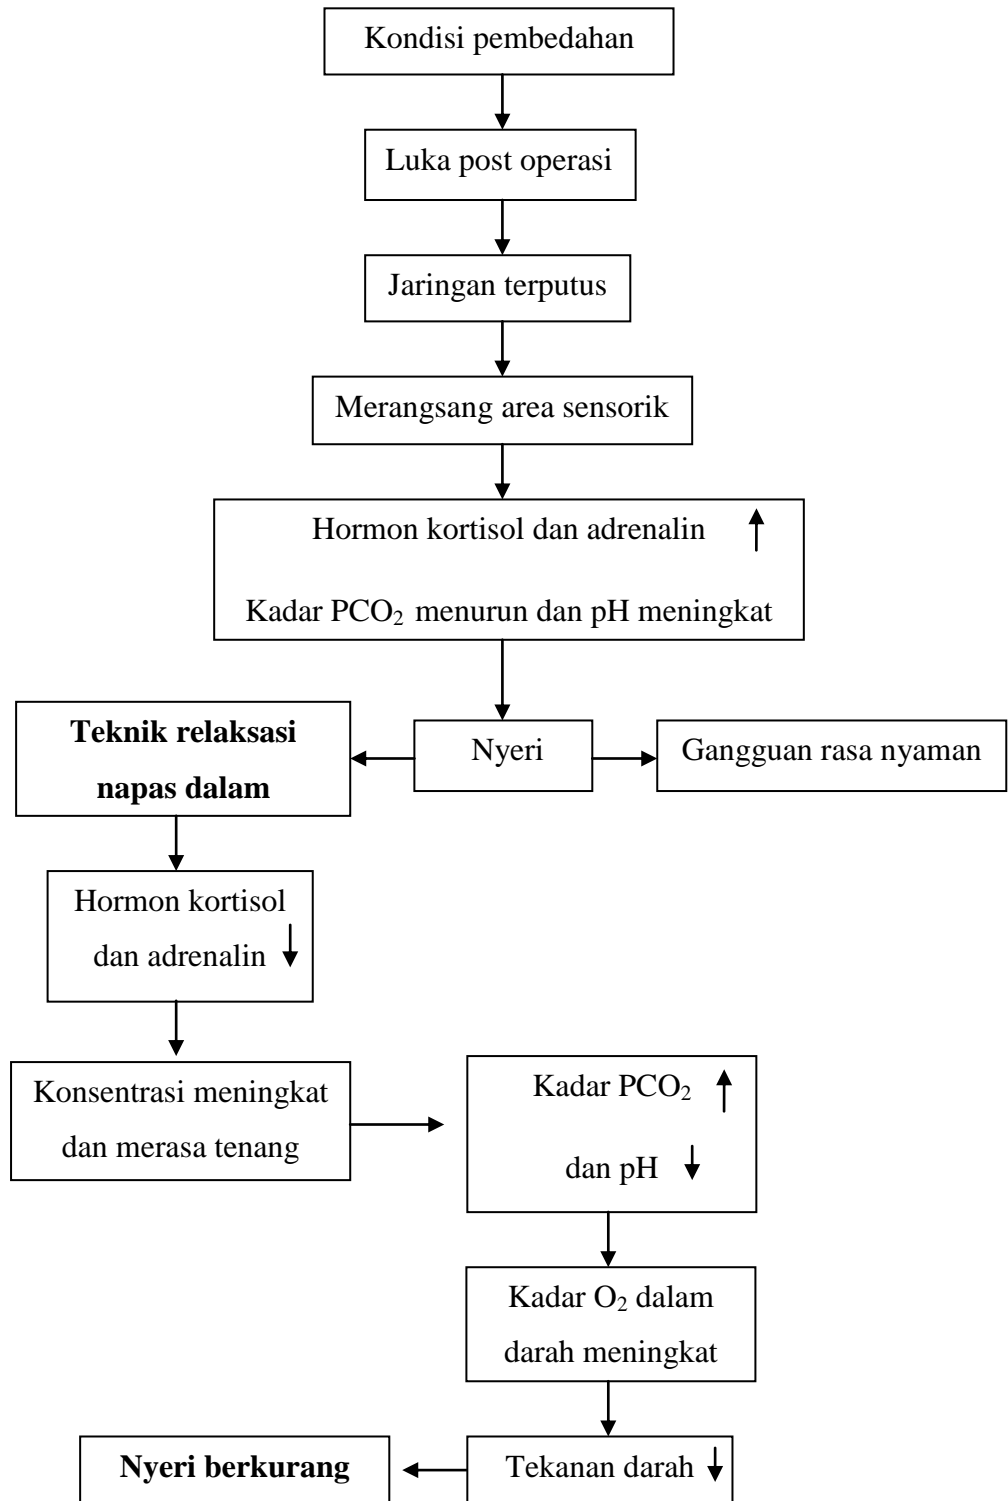 Kondisi pembedahan
Luka post operasi
Jaringan terputus
Merangsang area sensorik
Hormon kortisol dan adrenalin ↑
Kadar PCO₂ menurun dan pH meningkat
Teknik relaksasi
napas dalam
Nyeri
Gangguan rasa nyaman
Hormon kortisol
dan adrenalin ↓
Konsentrasi meningkat
dan merasa tenang
Kadar PCO₂ ↑
dan pH ↓
Kadar O₂ dalam
darah meningkat
Nyeri berkurang
Tekanan darah ↓